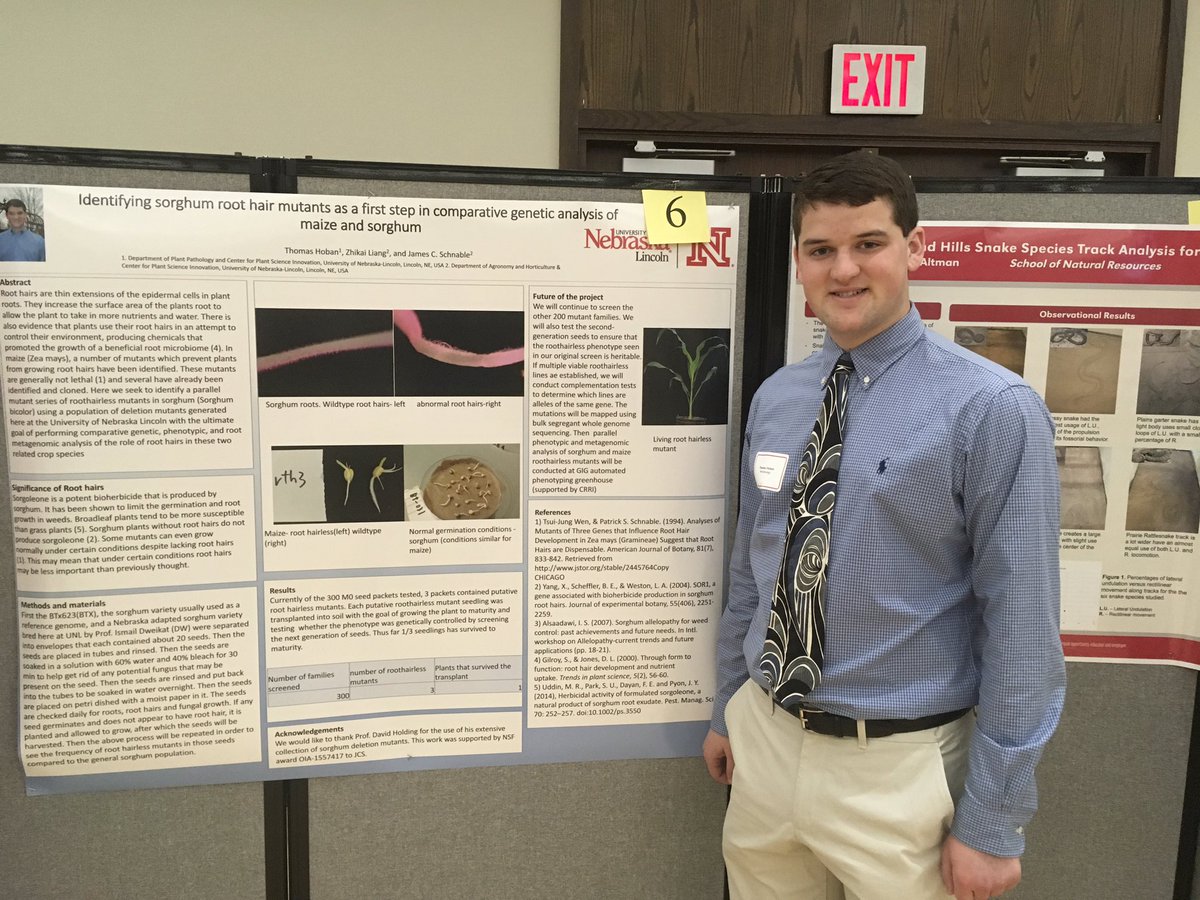 EXIT
6
Identifying sorghum root hair mutants as a first step in comparative genetic analysis of
maize and sorghum
Thomas Hoban¹, Zhikai Liang², and James C. Schnable²
1. Department of Plant Pathology and Center for Plant Science Innovation, University of Nebraska-Lincoln, Lincoln, NE, USA 2. Department of Agronomy and Horticulture &
Center for Plant Science Innovation, University of Nebraska-Lincoln, Lincoln, NE, USA
UNIVERSITY
Nebraska
Lincoln
N
Abstract
Root hairs are thin extensions of the epidermal cells in plant
roots. They increase the surface area of the plants root to
allow the plant to take in more nutrients and water. There is
also evidence that plants use their root hairs in an attempt to
control their environment, producing chemicals that
promoted the growth of a beneficial root microbiome (4). In
maize (Zea mays), a number of mutants which prevent plants
from growing root hairs have been identified. These mutants
are generally not lethal (1) and several have already been
identified and cloned. Here we seek to identify a parallel
mutant series of roothairless mutants in sorghum (Sorghum
bicolor) using a population of deletion mutants generated
here at the University of Nebraska Lincoln with the ultimate
goal of performing comparative genetic, phenotypic, and root
metagenomic analysis of the role of root hairs in these two
related crop species
Significance of Root hairs
Sorgoleone is a potent bioherbicide that is produced by
sorghum. It has been shown to limit the germination and root
growth in weeds. Broadleaf plants tend to be more susceptible
than grass plants (5). Sorghum plants without root hairs do not
produce sorgoleone (2). Some mutants can even grow
normally under certain conditions despite lacking root hairs
(1). This may mean that under certain conditions root hairs
may be less important than previously thought.
Methods and materials
First the BTx623(BTX), the sorghum variety usually used as a
reference genome, and a Nebraska adapted sorghum variety
bred here at UNL by Prof. Ismail Dweikat (DW) were separated
into envelopes that each contained about 20 seeds. Then the
seeds are placed in tubes and rinsed. Then the seeds are
soaked in a solution with 60% water and 40% bleach for 30
min to help get rid of any potential fungus that may be
present on the seed. Then the seeds are rinsed and put back
into the tubes to be soaked in water overnight. Then the seeds
are placed on petri dished with a moist paper in it. The seeds
are checked daily for roots, root hairs and fungal growth. If any
seed germinates and does not appear to have root hair, it is
planted and allowed to grow, after which the seeds will be
harvested. Then the above process will be repeated in order to
see the frequency of root hairless mutants in those seeds
compared to the general sorghum population.
Sorghum roots. Wildtype root hairs- left abnormal root hairs-right
rth3
Maize- root hairless(left) wildtype
(right)
Normal germination conditions -
sorghum (conditions similar for
maize)
Results
Currently of the 300 M0 seed packets tested, 3 packets contained putative
root hairless mutants. Each putative roothairless mutant seedling was
transplanted into soil with the goal of growing the plant to maturity and
testing whether the phenotype was genetically controlled by screening
the next generation of seeds. Thus far 1/3 seedlings has survived to
maturity.
Number of families
screened
number of roothairless
mutants
Plants that survived the
transplant
300 3 1
Acknowledgements
We would like to thank Prof. David Holding for the use of his extensive
collection of sorghum deletion mutants. This work was supported by NSF
award OIA-1557417 to JCS.
Future of the project
We will continue to screen the
other 200 mutant families. We
will also test the second-
generation seeds to ensure that
the roothairless phenotype seen
in our original screen is heritable.
If multiple viable roothairless
lines ae established, we will
conduct complementation tests
to determine which lines are
alleles of the same gene. The
mutations will be mapped using
bulk segregant whole genome
sequencing. Then parallel
phenotypic and metagenomic
analysis of sorghum and maize
roothairless mutants will be
conducted at GIG automated
phenotyping greenhouse
(supported by CRRI)
Living root hairless
mutant
References
1) Tsui-Jung Wen, & Patrick S. Schnable. (1994). Analyses of
Mutants of Three Genes that Influence Root Hair
Development in Zea mays (Gramineae) Suggest that Root
Hairs are Dispensable. American Journal of Botany, 81(7),
833-842. Retrieved from
http://www.jstor.org/stable/2445764Copy
CHICAGO
2) Yang, X., Scheffler, B. E., & Weston, L. A. (2004). SOR1, a
gene associated with bioherbicide production in sorghum
root hairs. Journal of experimental botany, 55(406), 2251-
2259.
3) Alsaadawi, I. S. (2007). Sorghum allelopathy for weed
control: past achievements and future needs. In Intl.
workshop on Allelopathy-current trends and future
applications (pp. 18-21).
4) Gilroy, S., & Jones, D. L. (2000). Through form to
function: root hair development and nutrient
uptake. Trends in plant science, 5(2), 56-60.
5) Uddin, M. R., Park, S. U., Dayan, F. E. and Pyon, J. Y.
(2014), Herbicidal activity of formulated sorgoleone, a
natural product of sorghum root exudate. Pest. Manag. Sci
70: 252–257. doi:10.1002/ps.3550
d Hills Snake Species Track Analysis for
Altman School of Natural Resources
Observational Results
Plains garter snake has
light body uses small
loops of L.U. with a small
percentage of R.
snake had the
usage of L.U.
of the propulsion
its fossorial behavior.
creates a large
with slight use
center of the
Prairie Rattlesnake track is
a lot wider have an almost
equal use of both L.U. and
R. locomotion.
Figure 1. Percentages of lateral
undulation versus rectilinear
movement along tracks for the
six snake species studied
L.U. – Lateral Undulation
R. – Rectilinear movement